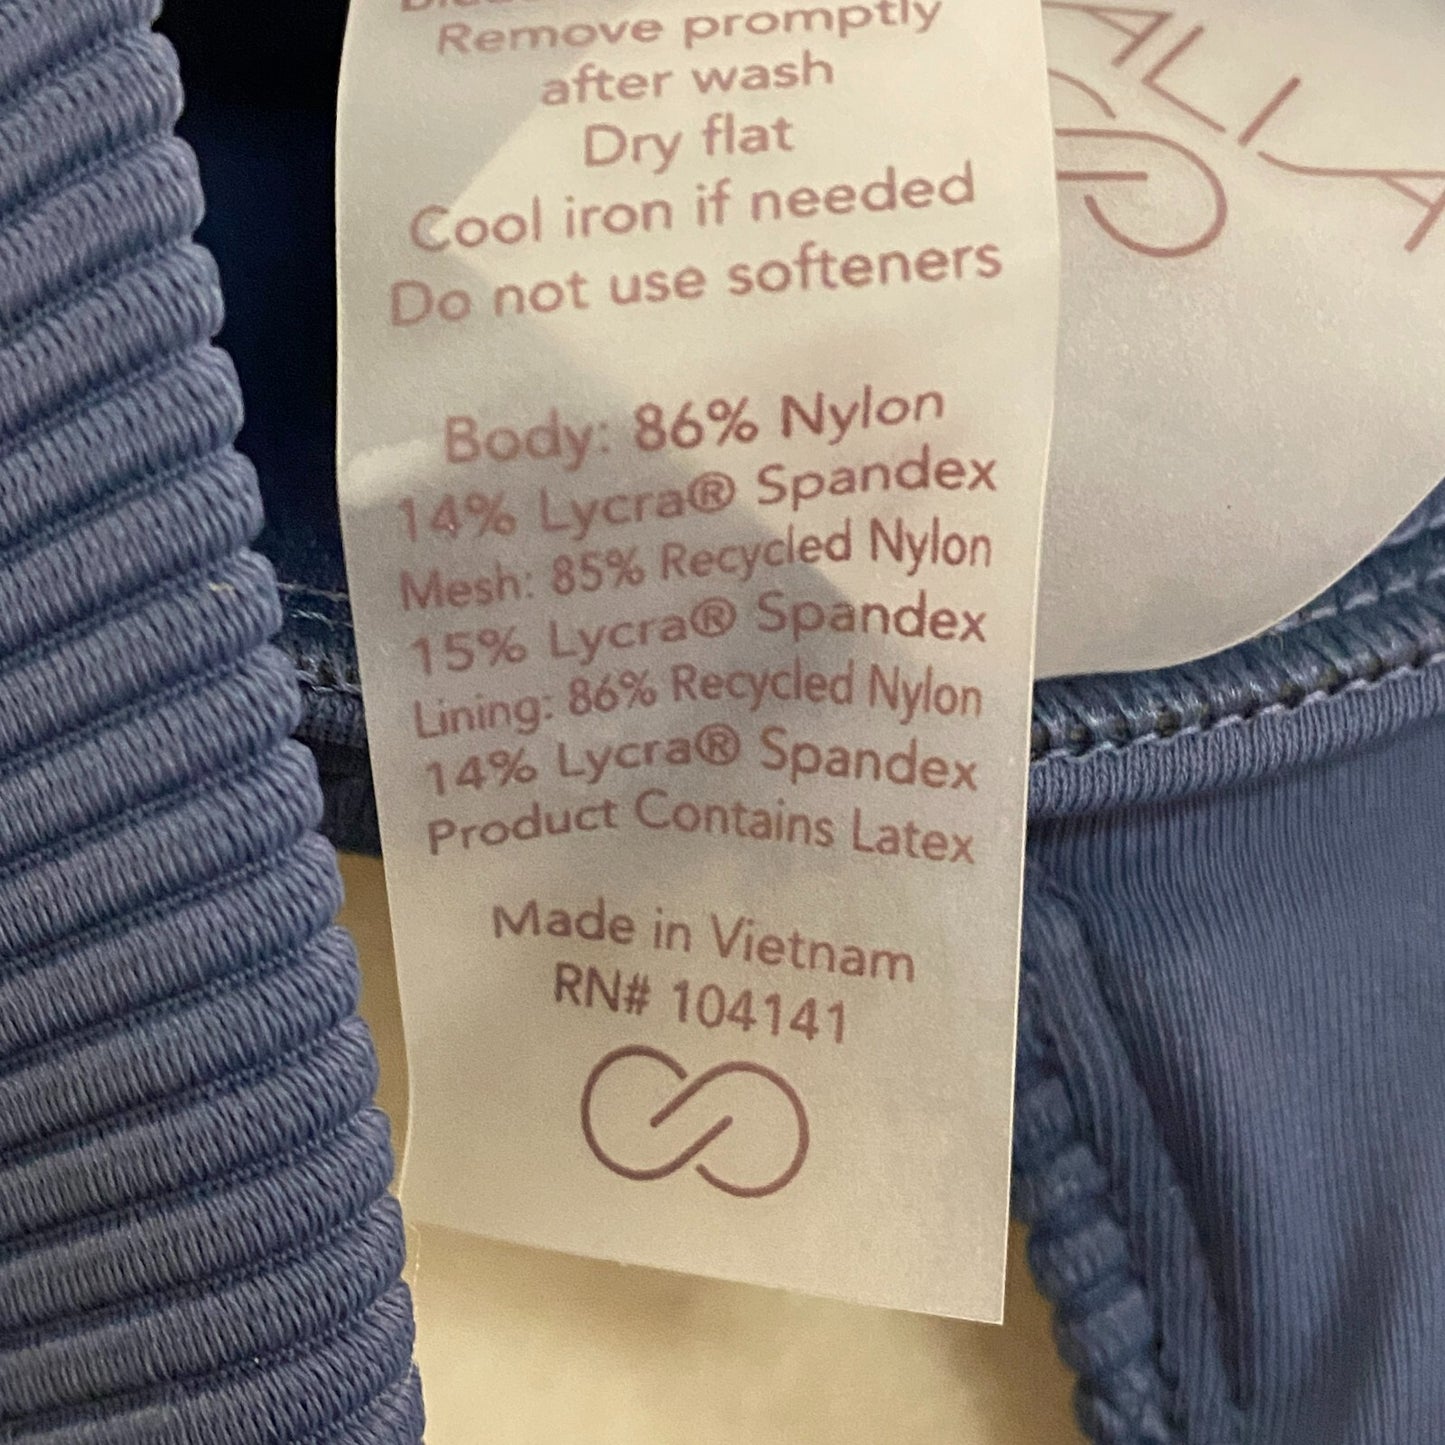 Remove promptly
after wash
Dry flat
Cool iron if needed
Do not use softeners
Body: 86% Nylon
14% Lycra® Spandex
Mesh: 85% Recycled Nylon
15% Lycra® Spandex
Lining: 86% Recycled Nylon
14% Lycra® Spandex
Product Contains Latex
Made in Vietnam
RN# 104141
ALIA